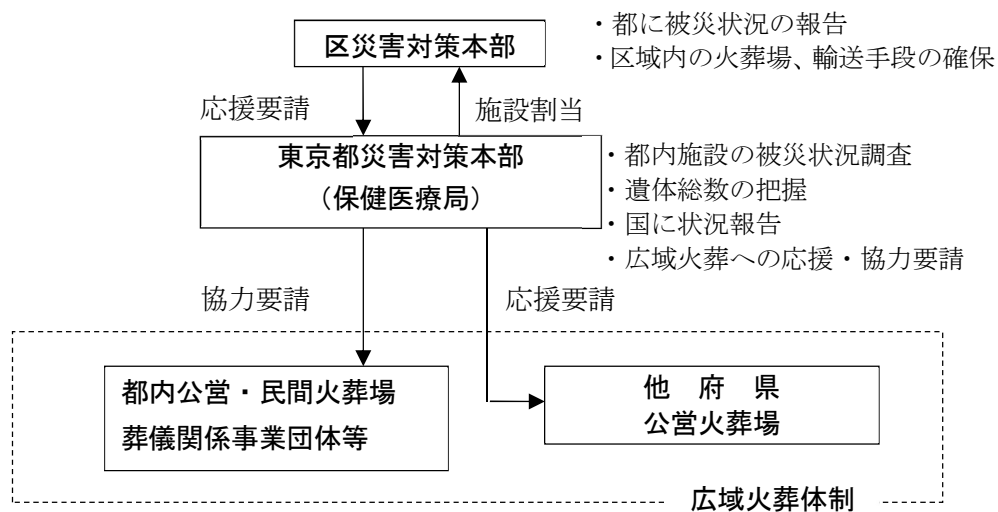 区災害対策本部
・都に被災状況の報告
・区域内の火葬場、輸送手段の確保
応援要請
施設割当
東京都災害対策本部
（保健医療局）
・都内施設の被災状況調査
・遺体総数の把握
・国に状況報告
・広域火葬への応援・協力要請
協力要請
応援要請
都内公営・民間火葬場
葬儀関係事業団体等
他　府　県
公営火葬場
広域火葬体制